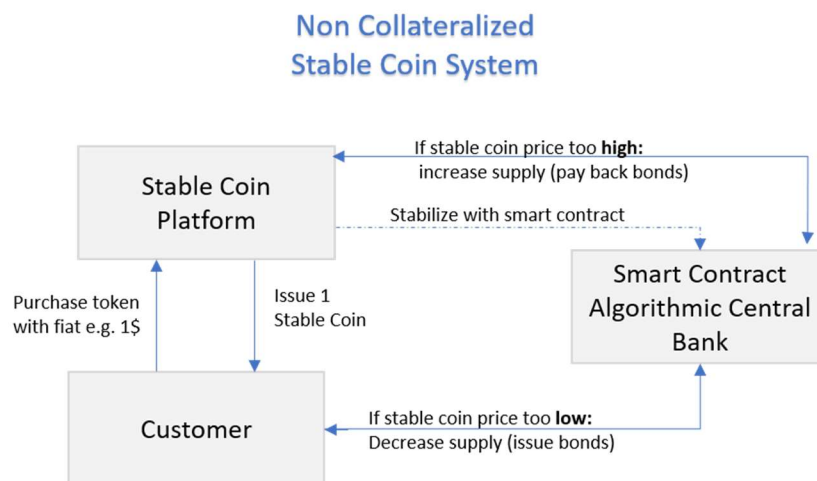 Non Collateralized
Stable Coin System
If stable coin price too high:
increase supply (pay back bonds)
Stable Coin
Platform
Stabilize with smart contract
Smart Contract
Algorithmic Central
Bank
Purchase token
with fiat e.g. 1$
Issue 1
Stable Coin
Customer
If stable coin price too low:
Decrease supply (issue bonds)